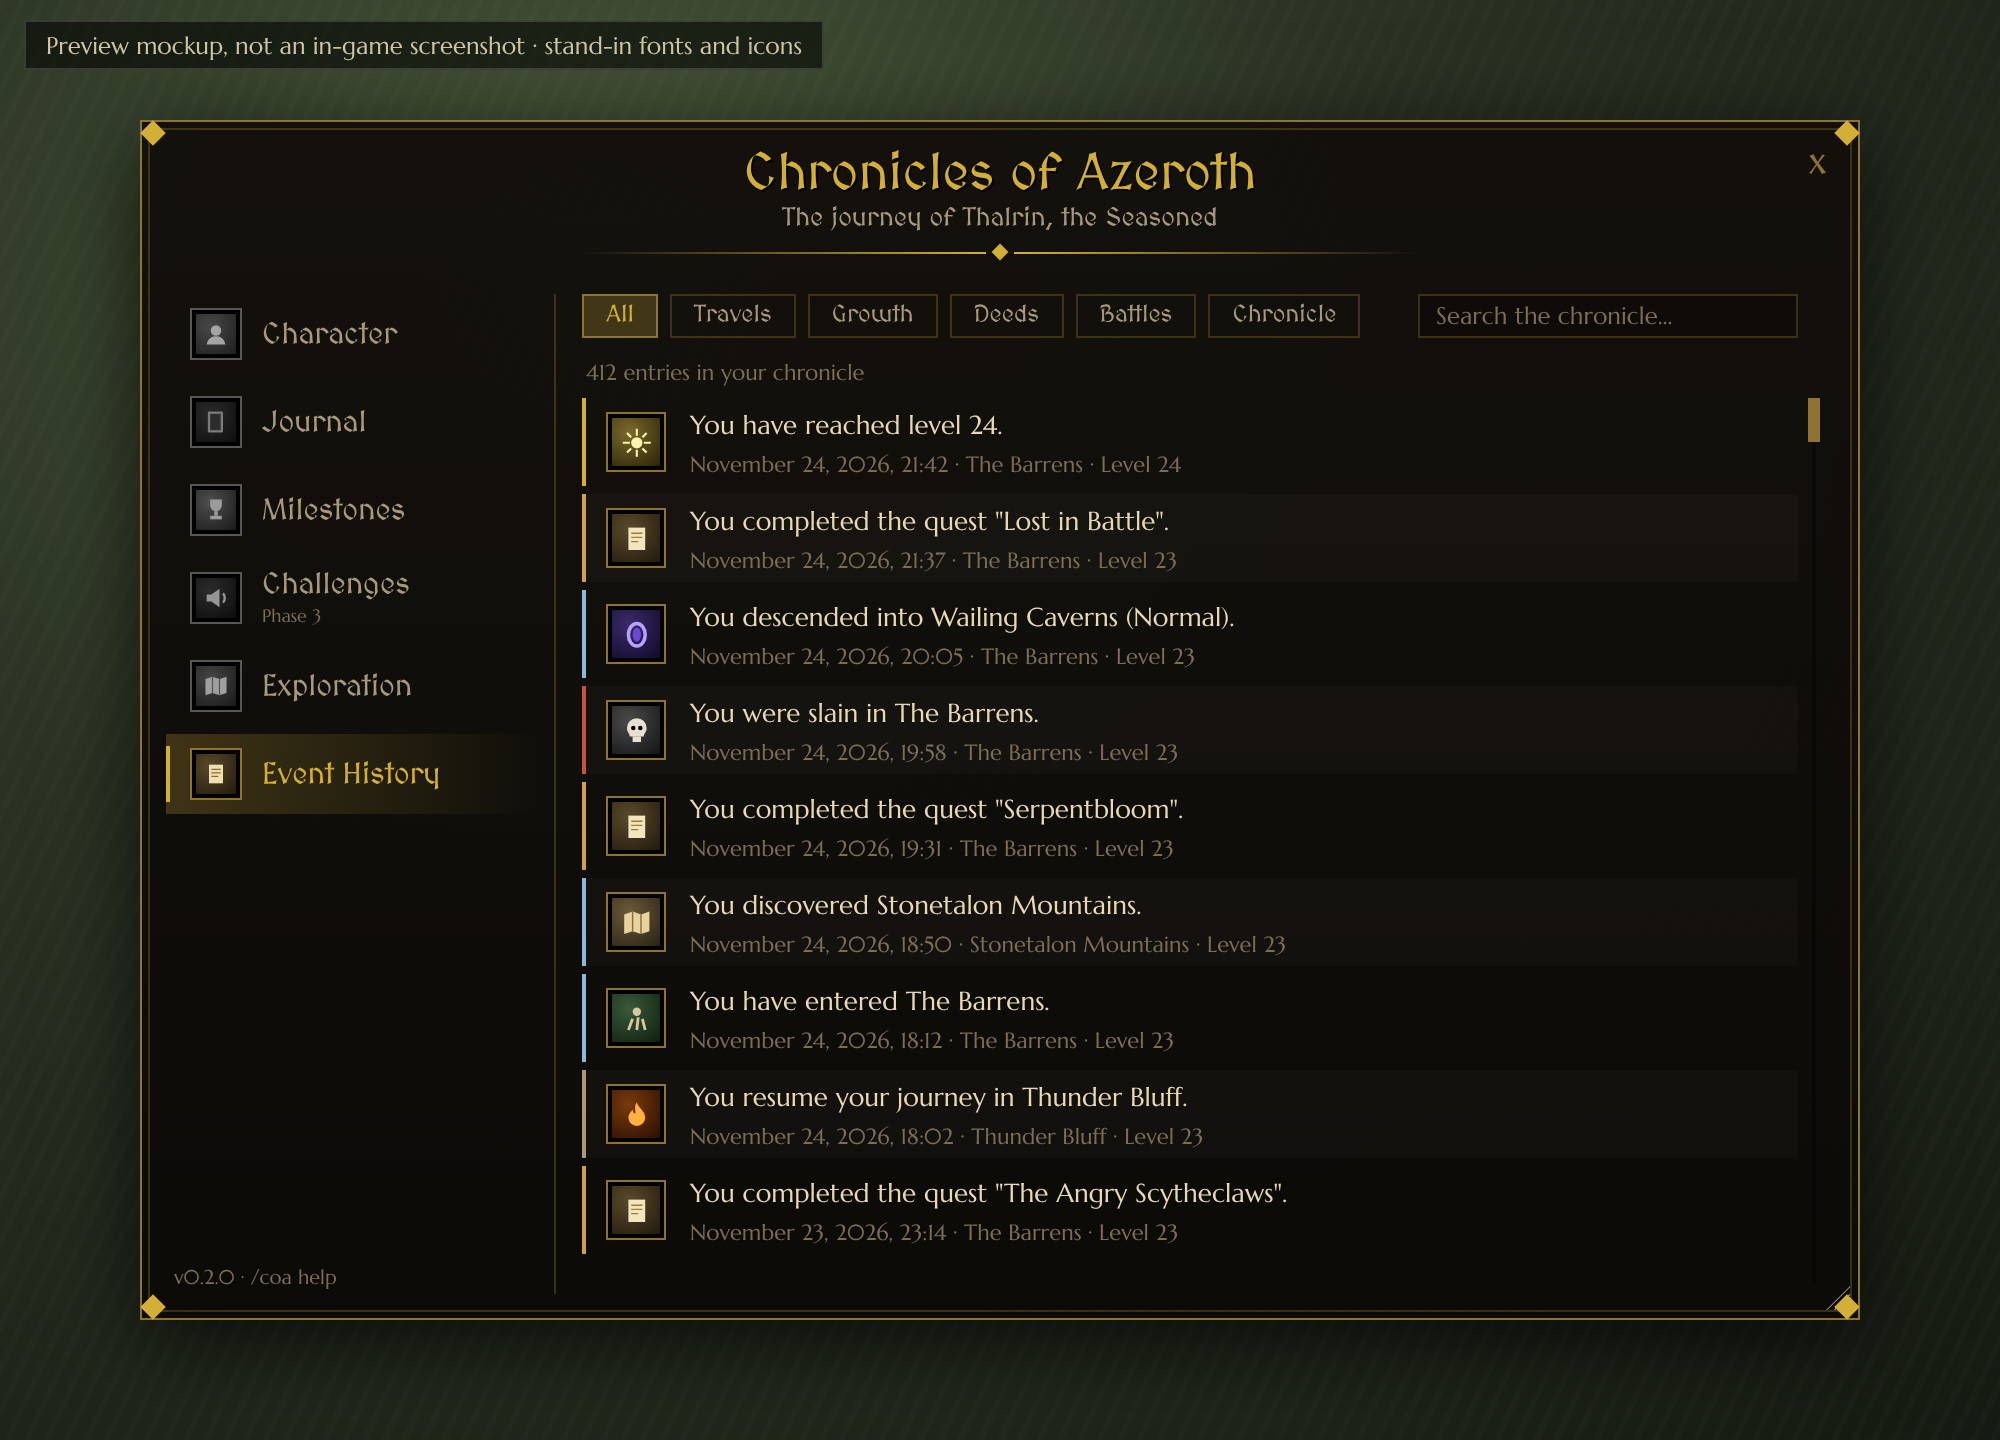 Preview mockup, not an in-game screenshot · stand-in fonts and icons
Chronicles of Azeroth
X
The journey of Thalrin, the Seasoned
Character
Journal
Milestones
Challenges
Phase 3
Exploration
Event History
v0.2.0 · /coa help
All
Travels
Growth
Deeds
Battles
Chronicle
Search the chronicle...
412 entries in your chronicle
You have reached level 24.
November 24, 2026, 21:42 · The Barrens · Level 24
You completed the quest "Lost in Battle".
November 24, 2026, 21:37 · The Barrens · Level 23
You descended into Wailing Caverns (Normal).
November 24, 2026, 20:05 · The Barrens · Level 23
You were slain in The Barrens.
November 24, 2026, 19:58 · The Barrens · Level 23
You completed the quest "Serpentbloom".
November 24, 2026, 19:31 · The Barrens · Level 23
You discovered Stonetalon Mountains.
November 24, 2026, 18:50 · Stonetalon Mountains · Level 23
You have entered The Barrens.
November 24, 2026, 18:12 · The Barrens · Level 23
You resume your journey in Thunder Bluff.
November 24, 2026, 18:02 · Thunder Bluff · Level 23
You completed the quest "The Angry Scytheclaws".
November 23, 2026, 23:14 · The Barrens · Level 23